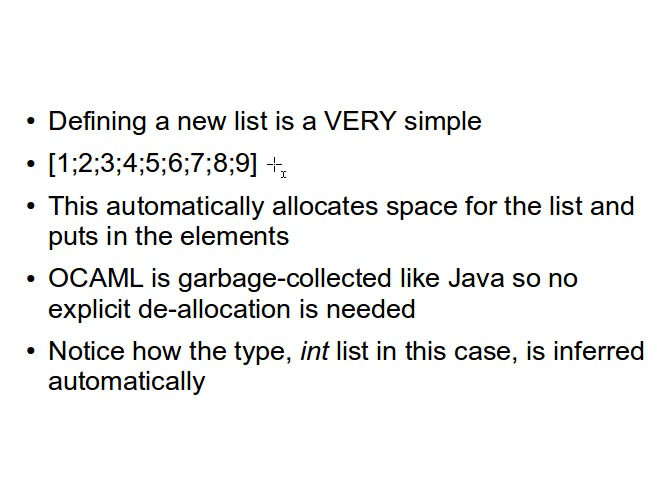 • Defining a new list is a VERY simple
• [1;2;3;4;5;6;7;8;9]
• This automatically allocates space for the list and
puts in the elements
• OCAML is garbage-collected like Java so no
explicit de-allocation is needed
• Notice how the type, int list in this case, is inferred
automatically